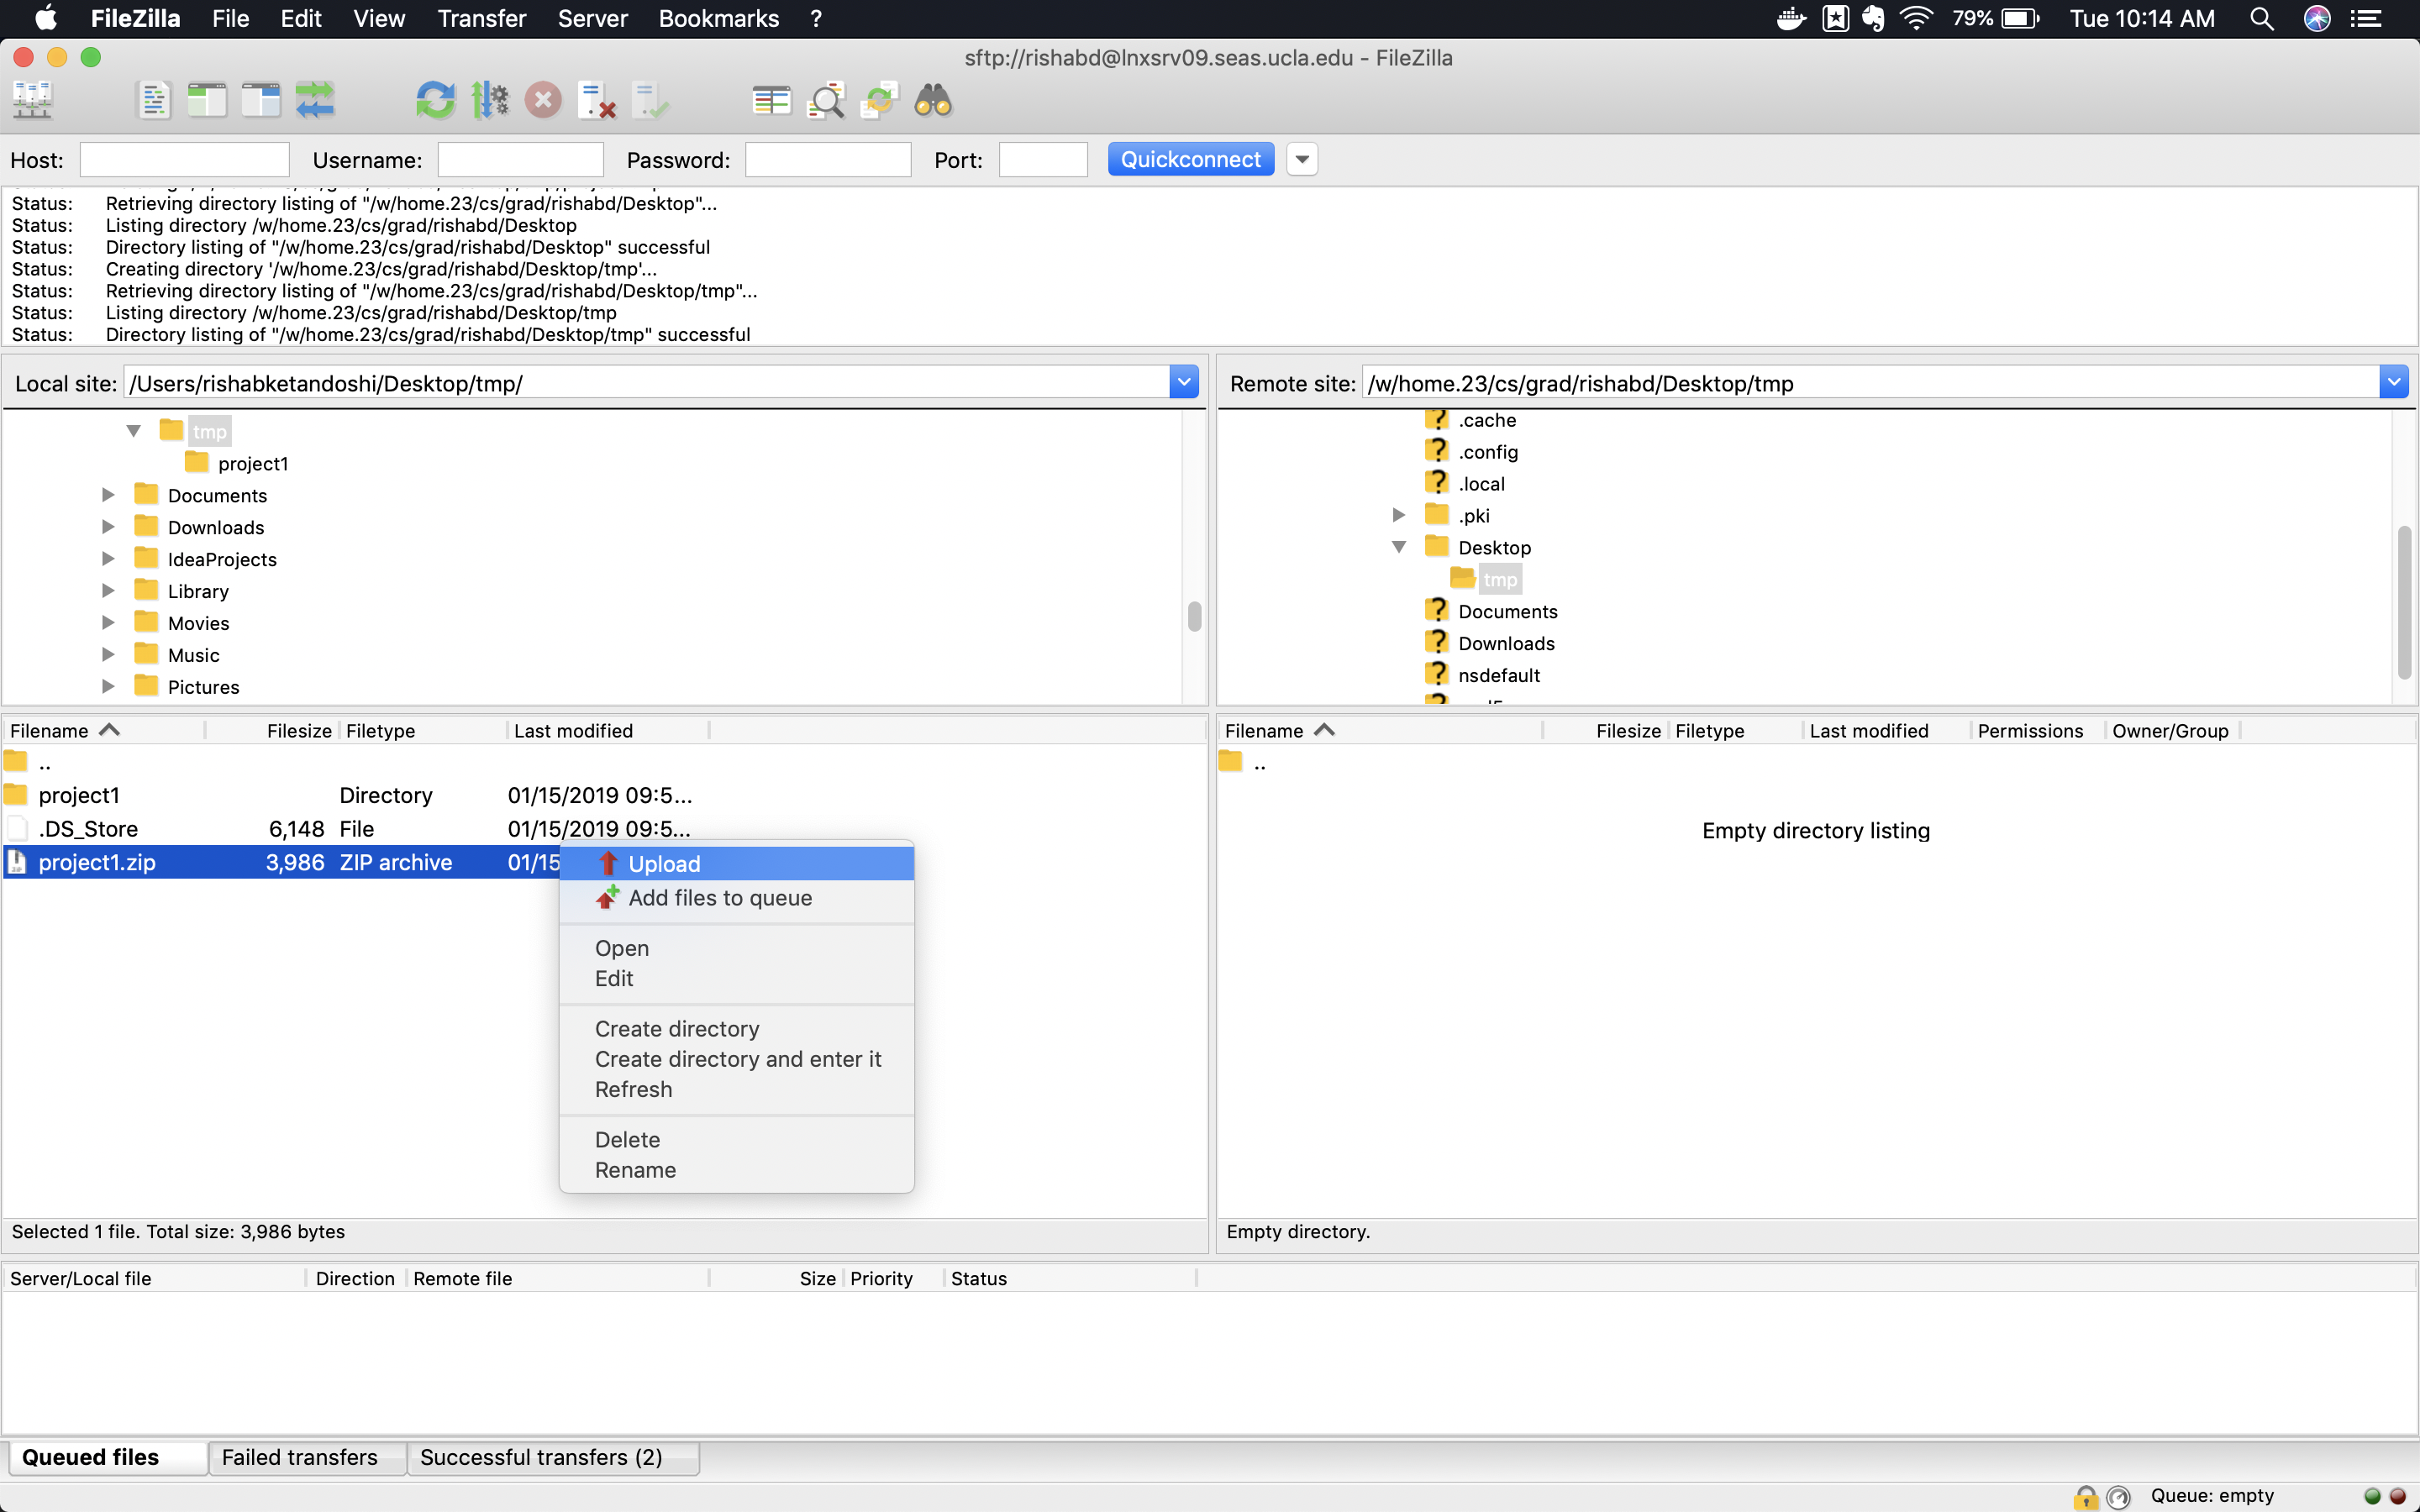 FileZilla File Edit View Transfer Server Bookmarks ? 79% Tue 10:14 AM
sftp://rishabd@lnxsrv09.seas.ucla.edu - FileZilla
Host: Username: Password: Port: Quickconnect
Status: Retrieving directory listing of "/w/home.23/cs/grad/rishabd/Desktop"...
Status: Listing directory /w/home.23/cs/grad/rishabd/Desktop
Status: Directory listing of "/w/home.23/cs/grad/rishabd/Desktop" successful
Status: Creating directory '/w/home.23/cs/grad/rishabd/Desktop/tmp'...
Status: Retrieving directory listing of "/w/home.23/cs/grad/rishabd/Desktop/tmp"...
Status: Listing directory /w/home.23/cs/grad/rishabd/Desktop/tmp
Status: Directory listing of "/w/home.23/cs/grad/rishabd/Desktop/tmp" successful
Local site: /Users/rishabketandoshi/Desktop/tmp/
tmp
project1
Documents
Downloads
IdeaProjects
Library
Movies
Music
Pictures
Remote site: /w/home.23/cs/grad/rishabd/Desktop/tmp
.cache
.config
.local
.pki
Desktop
tmp
Documents
Downloads
nsdefault
Filename Filesize Filetype Last modified
..
project1 Directory 01/15/2019 09:5...
.DS_Store 6,148 File 01/15/2019 09:5...
project1.zip 3,986 ZIP archive 01/15
Upload
Add files to queue
Open
Edit
Create directory
Create directory and enter it
Refresh
Delete
Rename
Selected 1 file. Total size: 3,986 bytes
Filename Filesize Filetype Last modified Permissions Owner/Group
..
Empty directory listing
Empty directory.
Server/Local file Direction Remote file Size Priority Status
Queued files Failed transfers Successful transfers (2)
Queue: empty